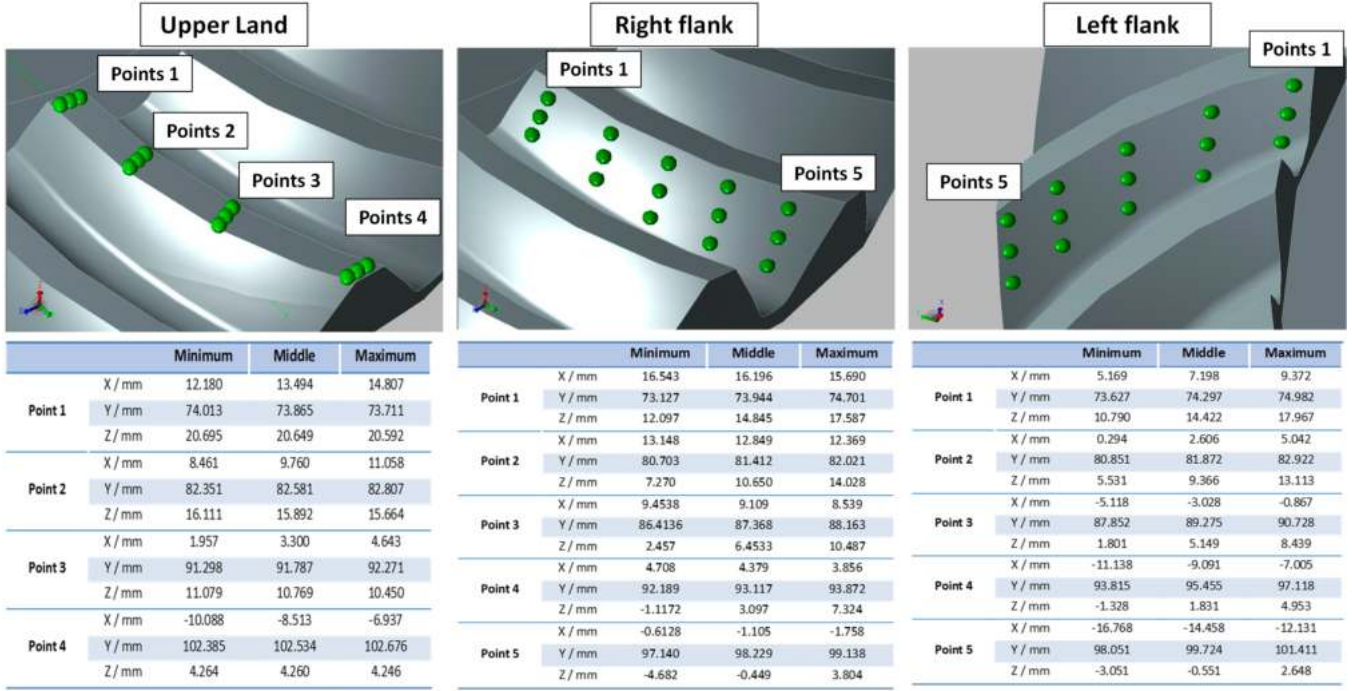 Upper Land
Right flank
Left flank
Points 1
Points 2
Points 3
Points 4
Points 1
Points 5
Points 1
Points 5
Minimum Middle Maximum
Point 1
X / mm 12.180 13.494 14.807
Y / mm 74.013 73.865 73.711
Z / mm 20.695 20.649 20.592
Point 2
X / mm 8.461 9.760 11.058
Y / mm 82.351 82.581 82.807
Z / mm 16.111 15.892 15.664
Point 3
X / mm 1.957 3.300 4.643
Y / mm 91.298 91.787 92.271
Z / mm 11.079 10.769 10.450
Point 4
X / mm -10.088 -8.513 -6.937
Y / mm 102.385 102.534 102.676
Z / mm 4.264 4.260 4.246
Minimum Middle Maximum
Point 1
X / mm 16.543 16.196 15.690
Y / mm 73.127 73.944 74.701
Z / mm 12.097 14.845 17.587
Point 2
X / mm 13.148 12.849 12.369
Y / mm 80.703 81.412 82.021
Z / mm 7.270 10.650 14.028
Point 3
X / mm 9.4538 9.109 8.539
Y / mm 86.4136 87.368 88.163
Z / mm 2.457 6.4533 10.487
Point 4
X / mm 4.708 4.379 3.856
Y / mm 92.189 93.117 93.872
Z / mm -1.1172 3.097 7.324
Point 5
X / mm -0.6128 -1.105 -1.758
Y / mm 97.140 98.229 99.138
Z / mm -4.682 -0.449 3.804
Minimum Middle Maximum
Point 1
X / mm 5.169 7.198 9.372
Y / mm 73.627 74.297 74.982
Z / mm 10.790 14.422 17.967
Point 2
X / mm 0.294 2.606 5.042
Y / mm 80.851 81.872 82.922
Z / mm 5.531 9.366 13.113
Point 3
X / mm -5.118 -3.028 -0.867
Y / mm 87.852 89.275 90.728
Z / mm 1.801 5.149 8.439
Point 4
X / mm -11.138 -9.091 -7.005
Y / mm 93.815 95.455 97.118
Z / mm -1.328 1.831 4.953
Point 5
X / mm -16.768 -14.458 -12.131
Y / mm 98.051 99.724 101.411
Z / mm -3.051 -0.551 2.648